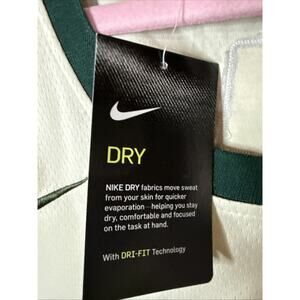 DRY
NIKE DRY fabrics move sweat
from your skin for quicker
evaporation – helping you stay
dry, comfortable and focused
on the task at hand.
With DRI-FIT Technology